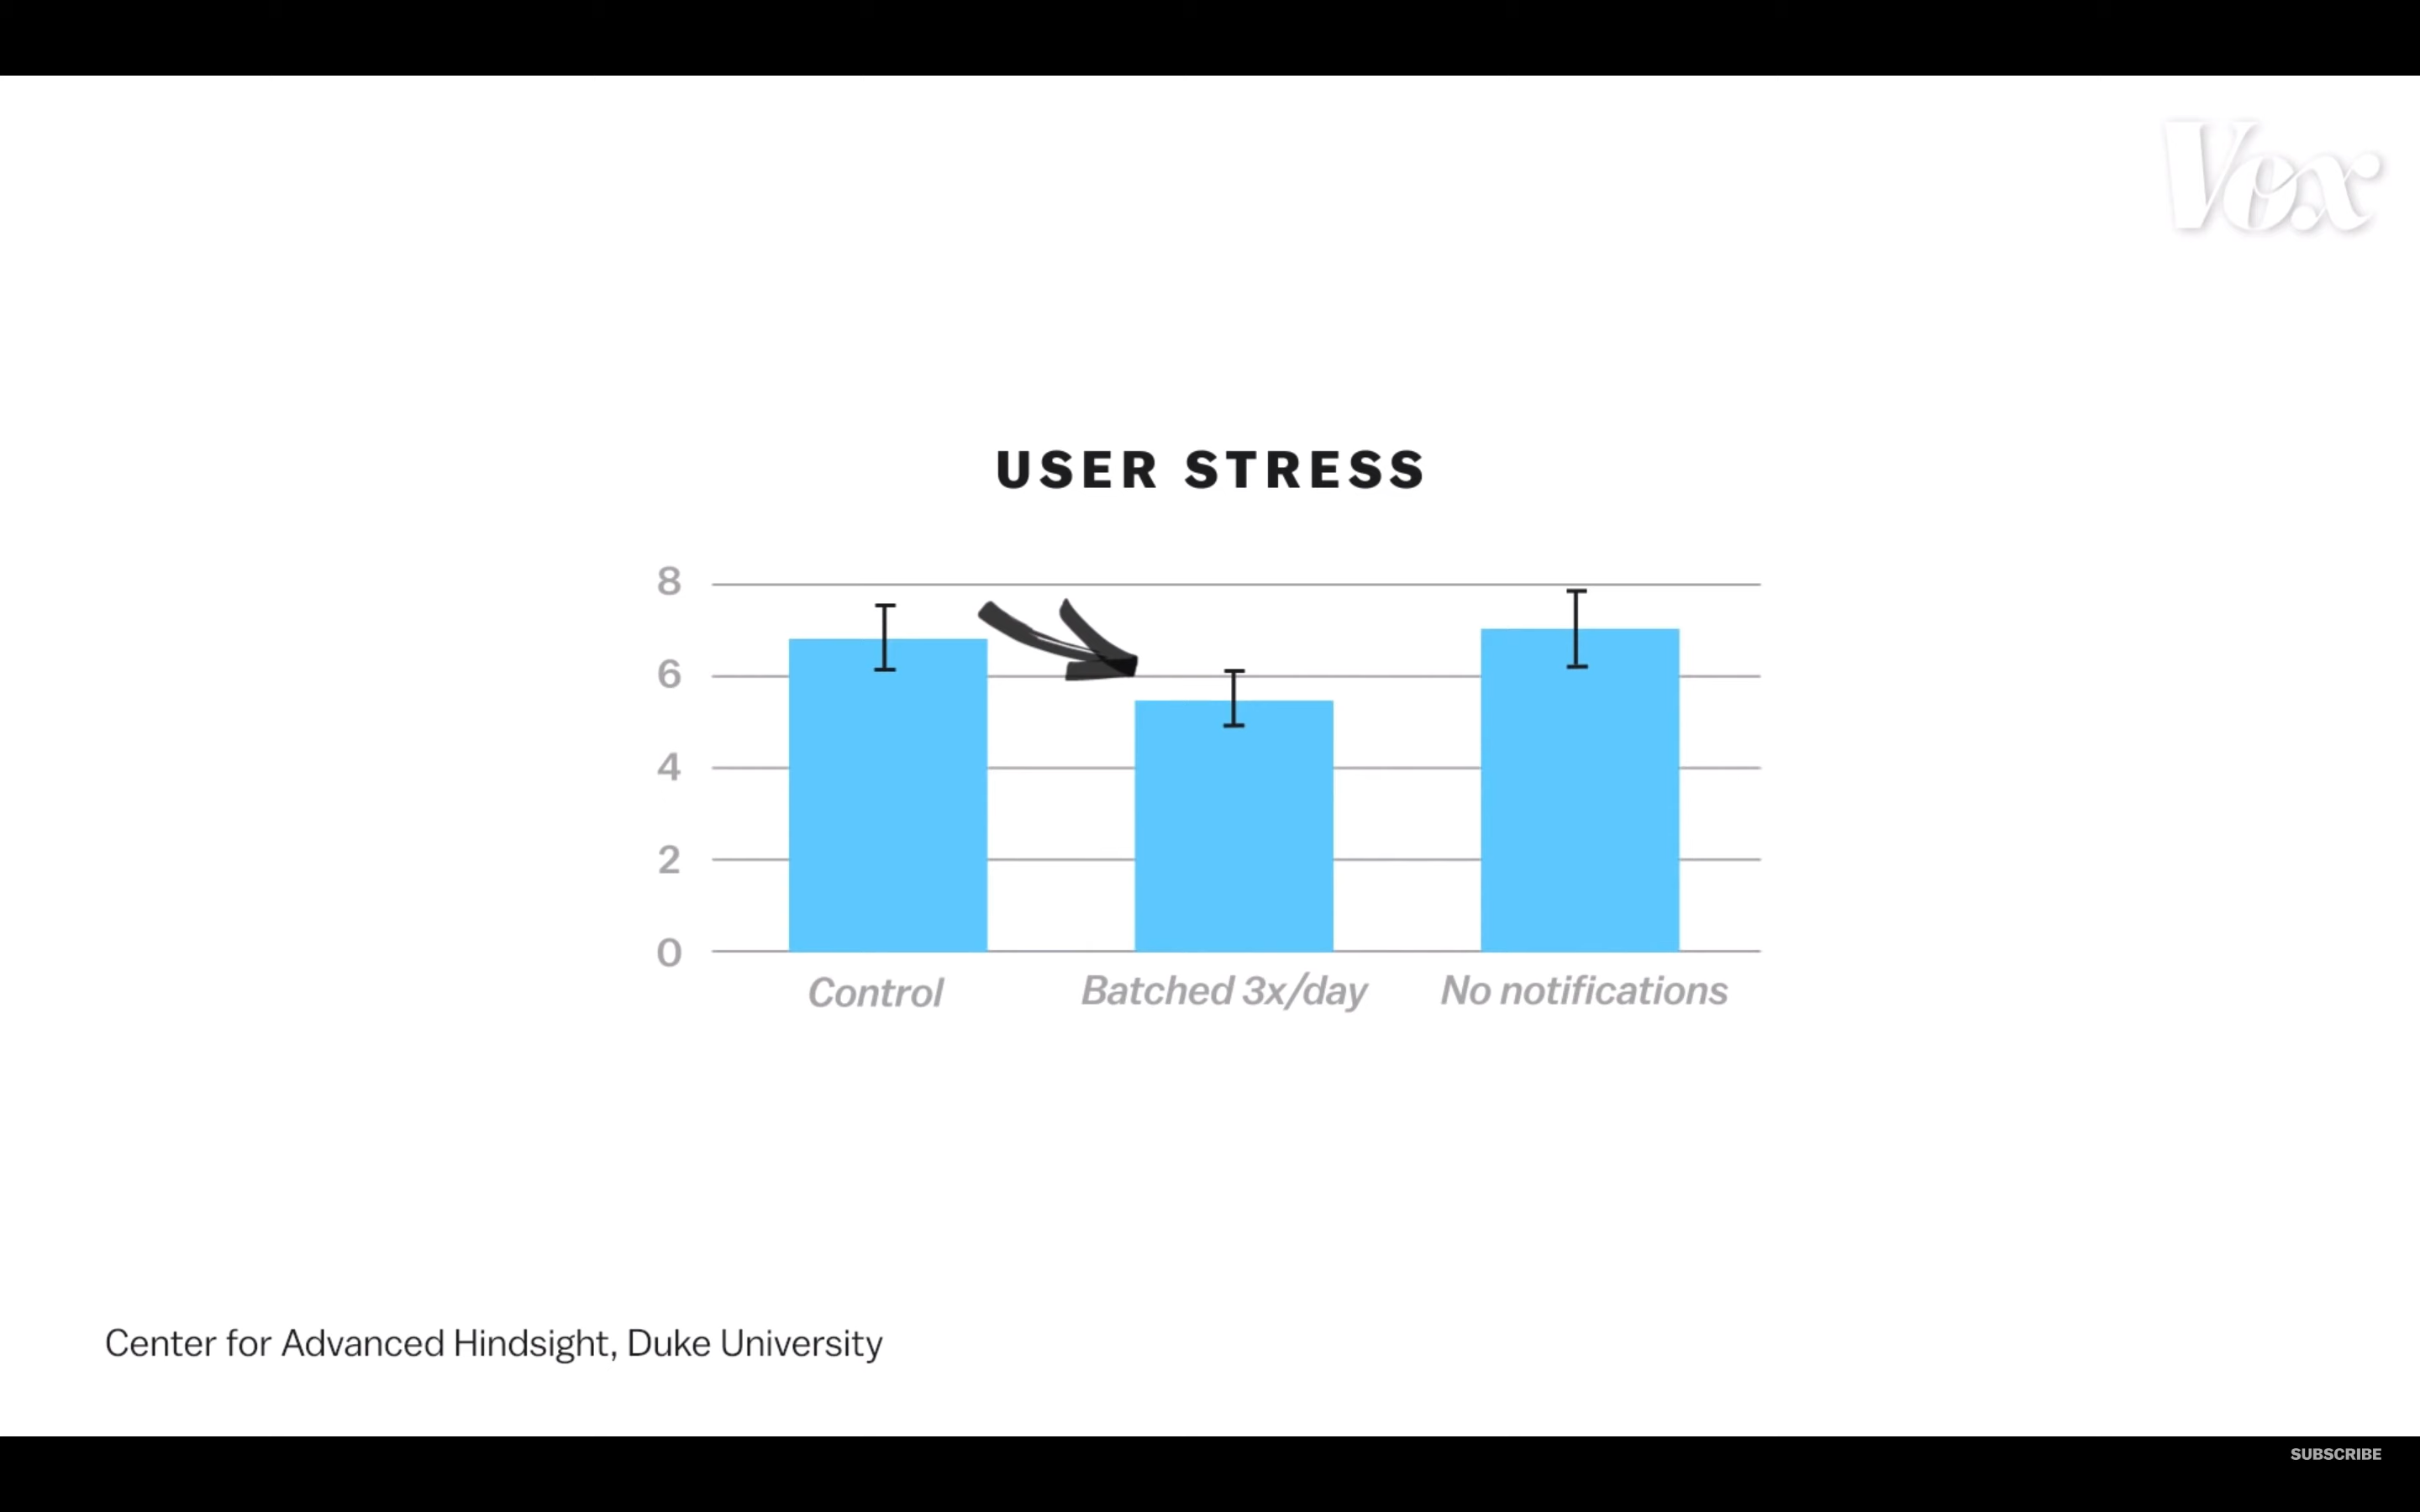 Vox
USER STRESS
8
6
4
2
0
Control Batched 3x/day No notifications
Center for Advanced Hindsight, Duke University
SUBSCRIBE